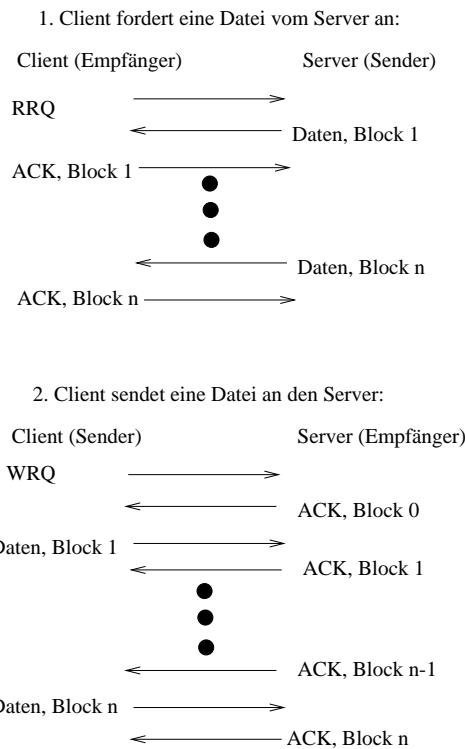 1. Client fordert eine Datei vom Server an:
Client (Empfänger) Server (Sender)
RRQ
Daten, Block 1
ACK, Block 1
Daten, Block n
ACK, Block n
2. Client sendet eine Datei an den Server:
Client (Sender) Server (Empfänger)
WRQ
ACK, Block 0
Daten, Block 1
ACK, Block 1
ACK, Block n-1
Daten, Block n
ACK, Block n